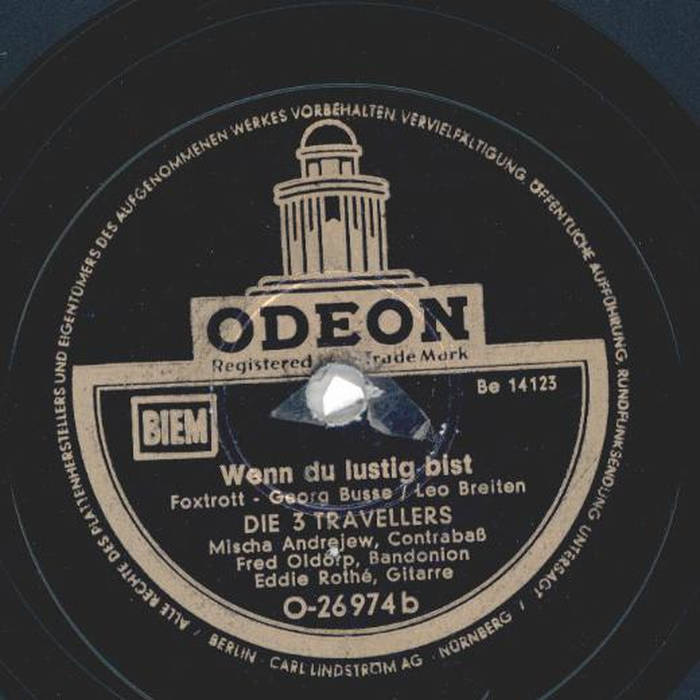 ALLE RECHTE DES PLATTENHERSTELLERS UND EIGENTÜMERS DES AUFGENOMMENEN WERKES VORBEHALTEN VERVIELFÄLTIGUNG, ÖFFENTLICHE AUFFÜHRUNG, RUNDFUNKSENDUNG UNTERSAGT /
ODEON
Registered Trade Mark
Be 14123
BIEM
Wenn du lustig bist
Foxtrott - Georg Busse / Leo Breiten
DIE 3 TRAVELLERS
Mischa Andrejew, Contrabaß
Fred Oldörp, Bandonion
Eddie Rothé, Gitarre
O-26974b
/ BERLIN · CARL LINDSTRÖM AG · NÜRNBERG /